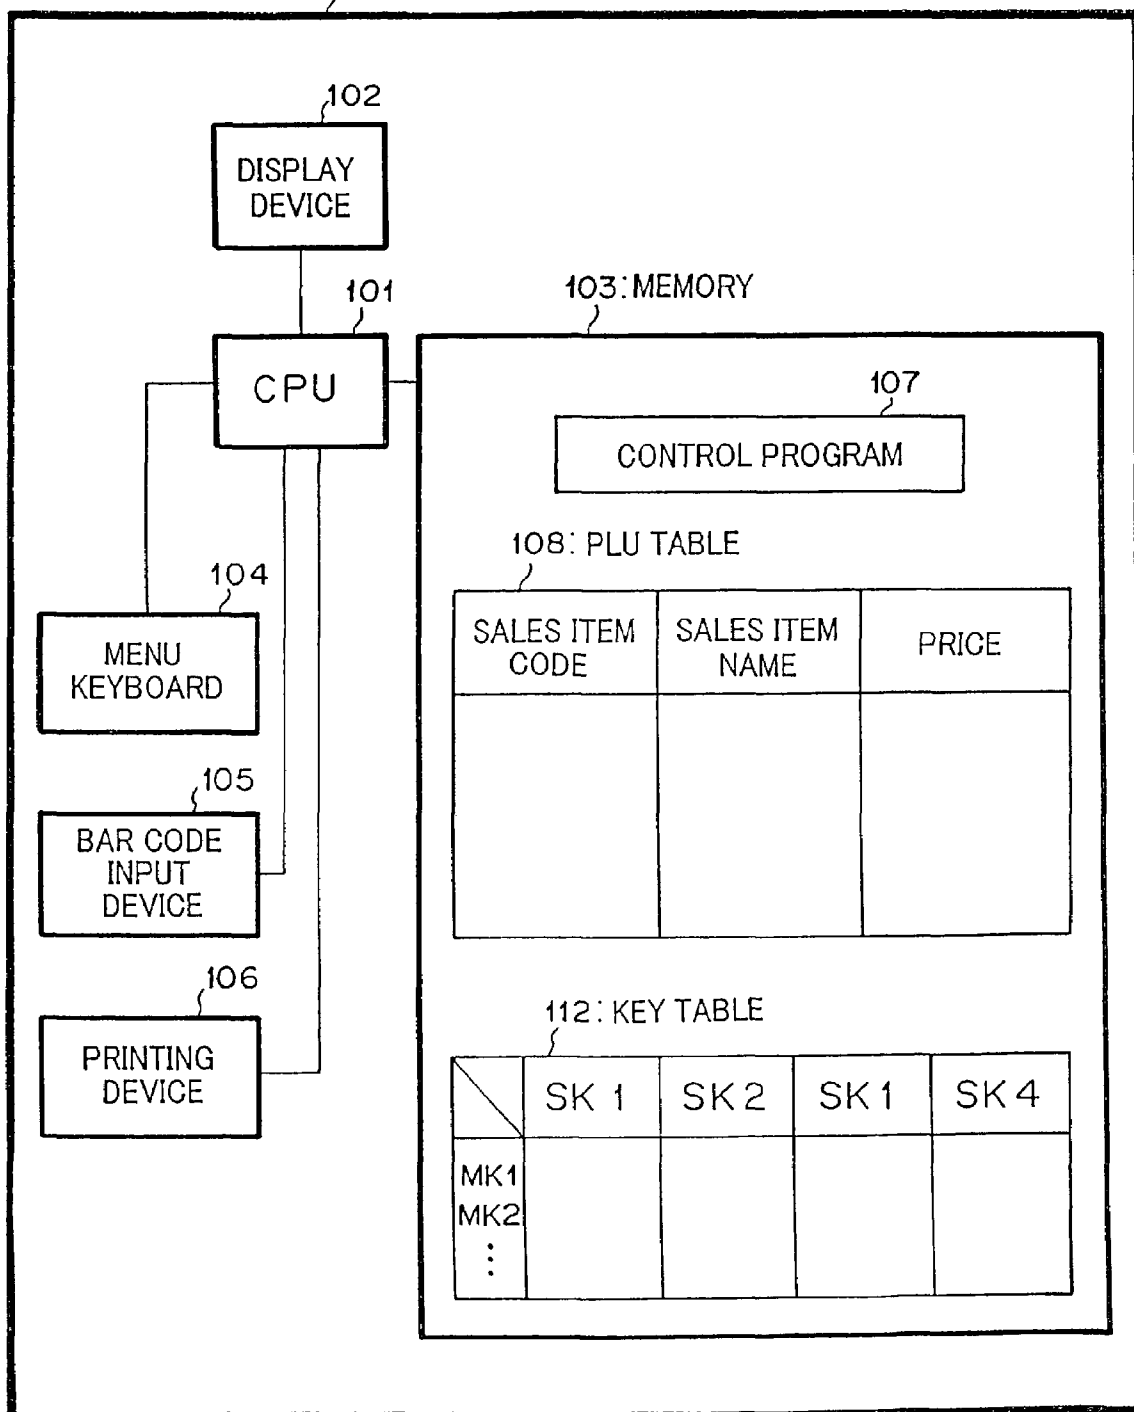 102
DISPLAY
DEVICE
101
CPU
103: MEMORY
107
CONTROL PROGRAM
108: PLU TABLE
SALES ITEM
CODE
SALES ITEM
NAME
PRICE
104
MENU
KEYBOARD
105
BAR CODE
INPUT
DEVICE
106
PRINTING
DEVICE
112: KEY TABLE
SK 1
SK 2
SK 1
SK 4
MK1
MK2
⋮